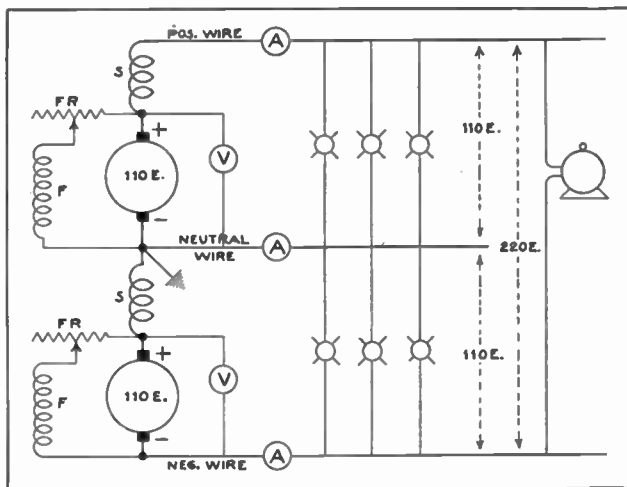 POS. WIRE
A
S
FR
+
110 E.
V
110 E.
F
-
NEUTRAL
WIRE
A
220 E.
S
FR
+
110 E.
V
110 E.
F
-
NEG. WIRE
A